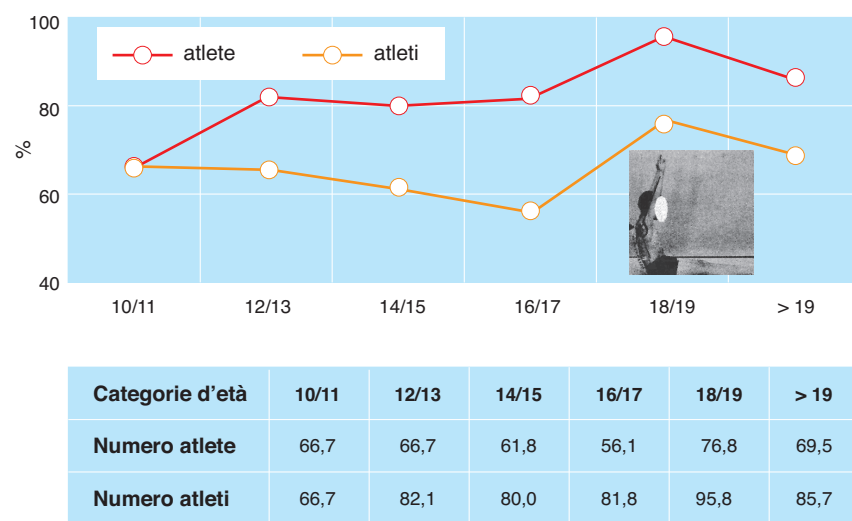 100
atlete atleti
80
%
60
40
10/11 12/13 14/15 16/17 18/19 > 19
Categorie d'età 10/11 12/13 14/15 16/17 18/19 > 19
Numero atlete 66,7 66,7 61,8 56,1 76,8 69,5
Numero atleti 66,7 82,1 80,0 81,8 95,8 85,7